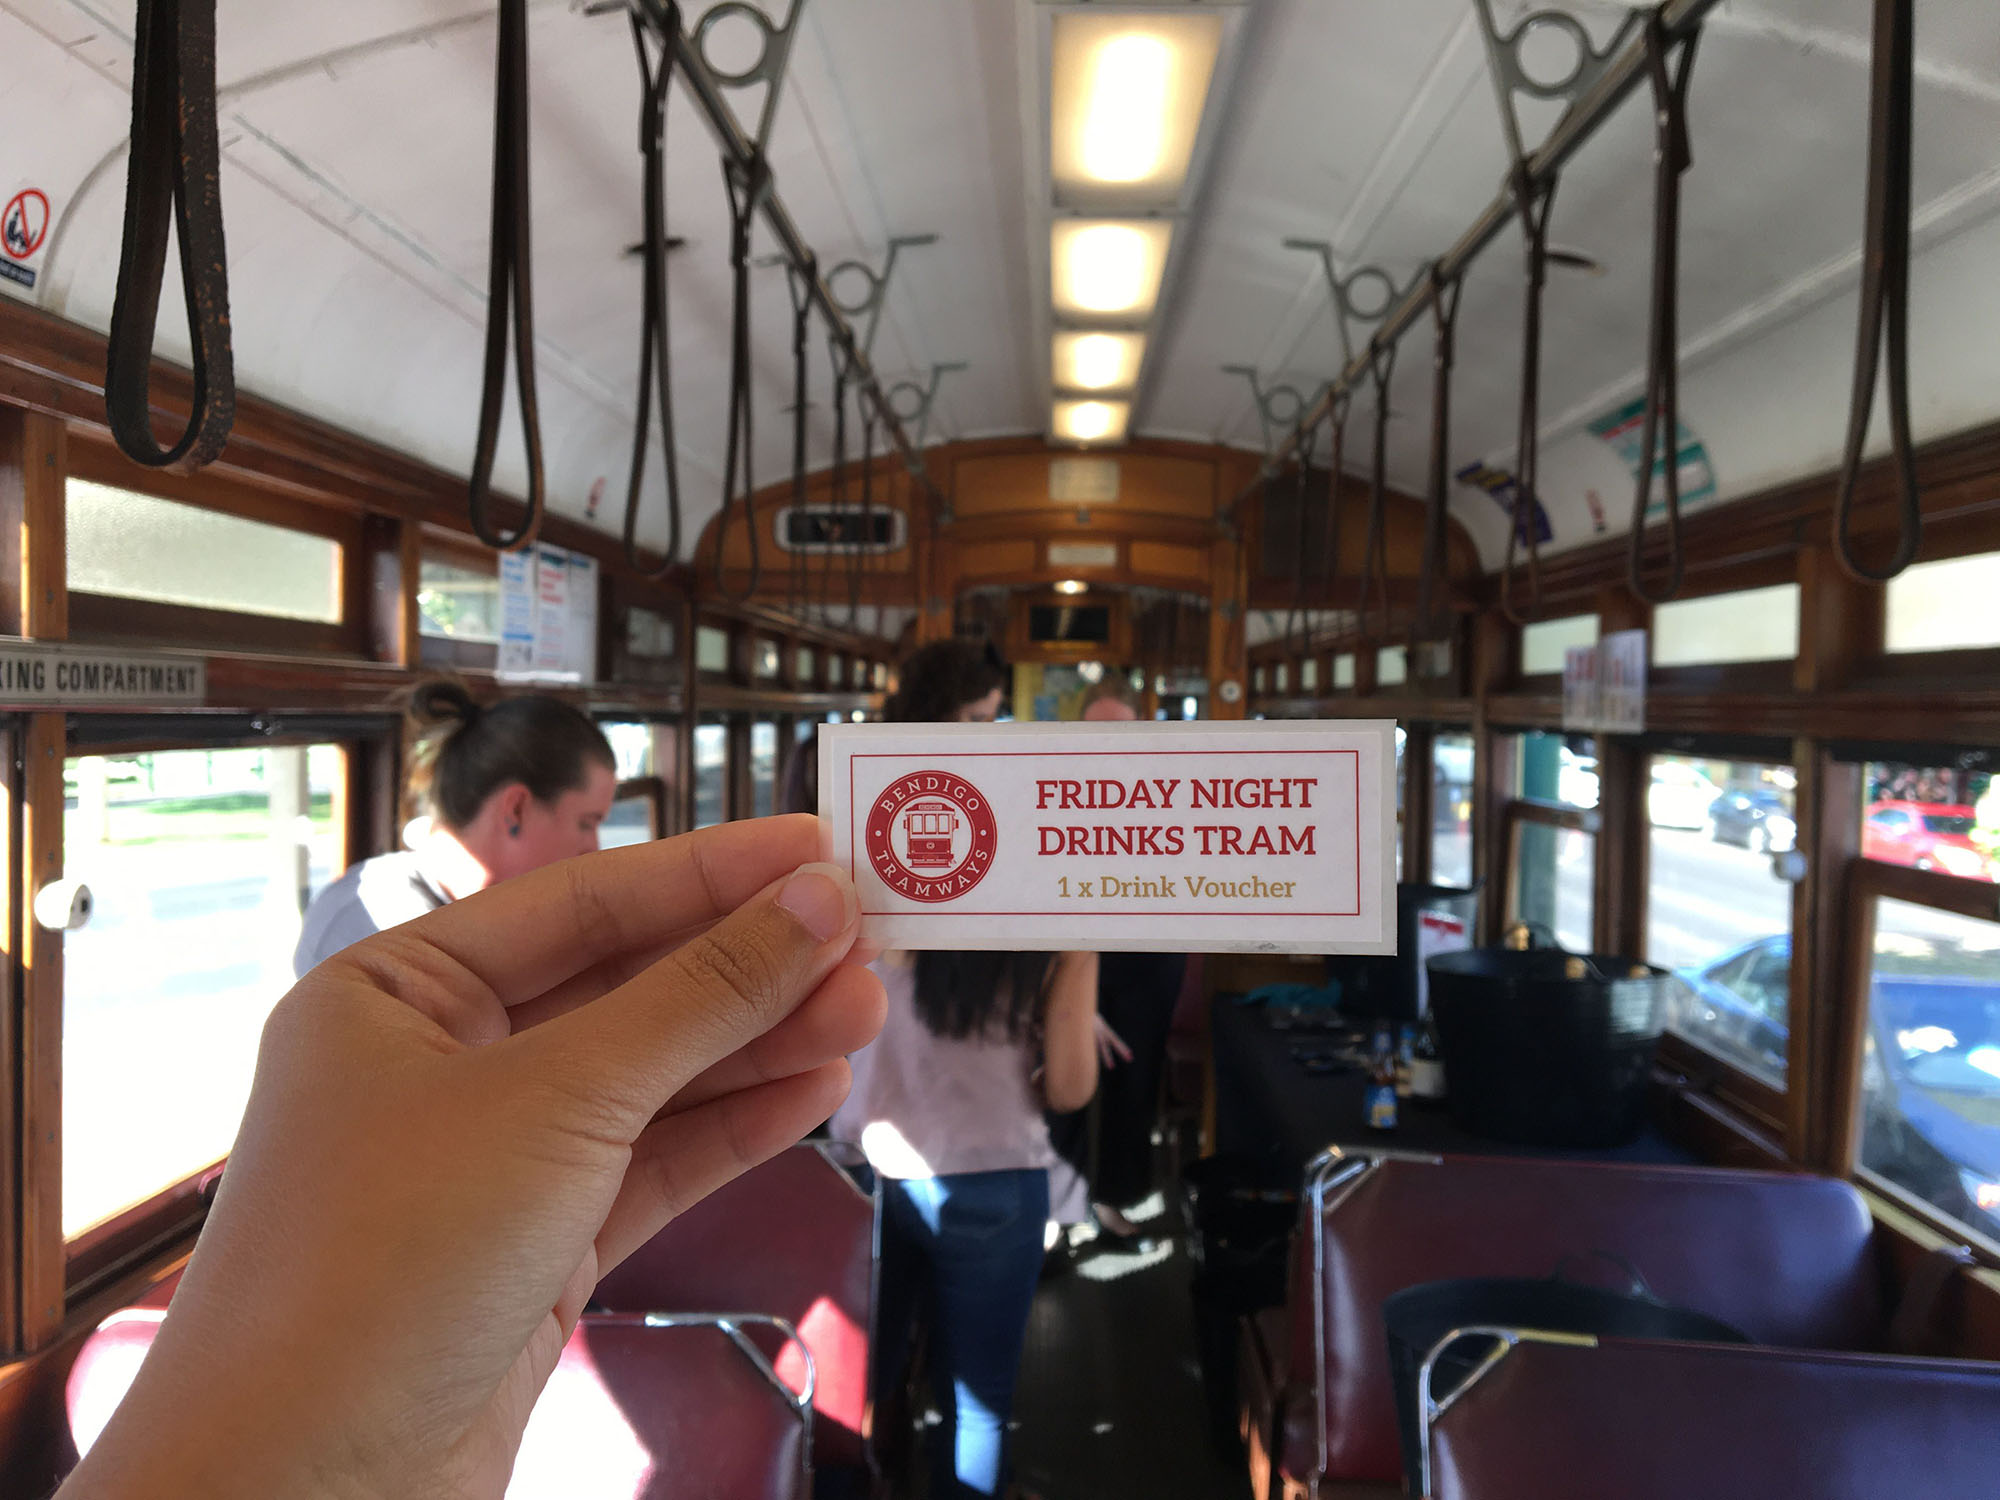 KING COMPARTMENT
BENDIGO
TRAMWAYS
FRIDAY NIGHT
DRINKS TRAM
1 x Drink Voucher